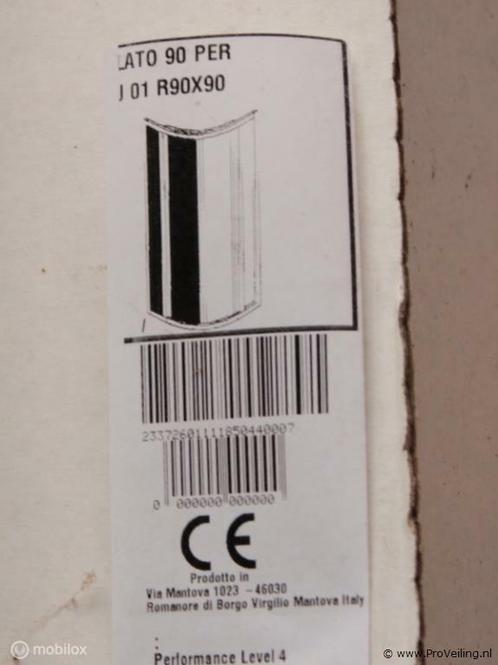 LATO 90 PER
J 01 R90X90
23372601111850440007
0 000000 000000
CE
Prodotto in
Via Mantova 1023 -46030
Romanore di Borgo Virgilio Mantova Italy
:
Performance Level 4
mobilox
www.ProVeiling.nl